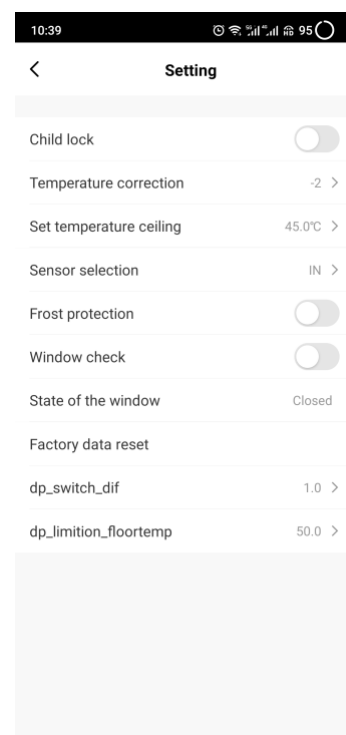 10:39
95
Setting
Child lock
Temperature correction -2
Set temperature ceiling 45.0℃
Sensor selection IN
Frost protection
Window check
State of the window Closed
Factory data reset
dp_switch_dif 1.0
dp_limition_floortemp 50.0